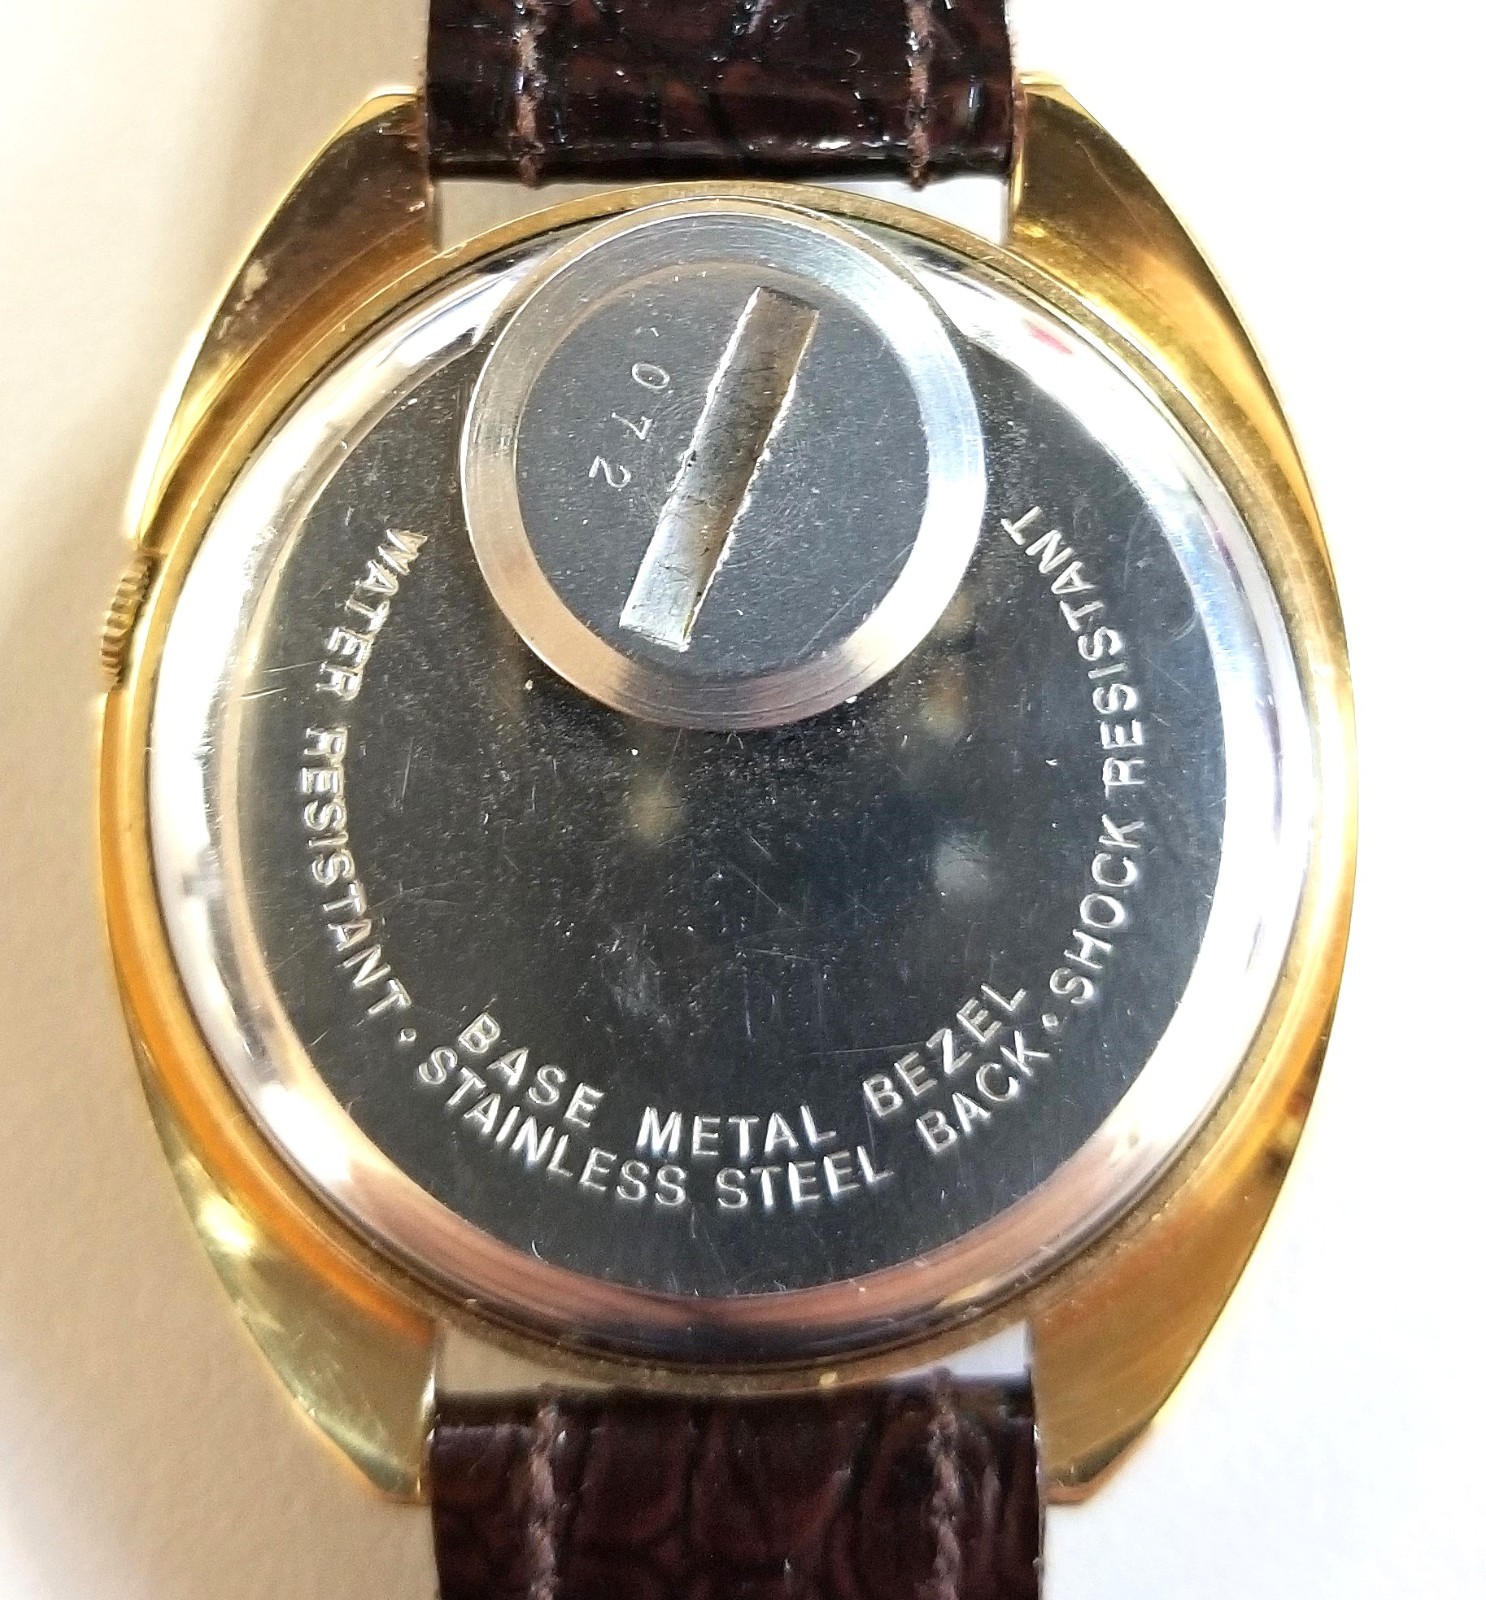 072
WATER RESISTANT · STAINLESS STEEL BACK · SHOCK RESISTANT
BASE METAL BEZEL